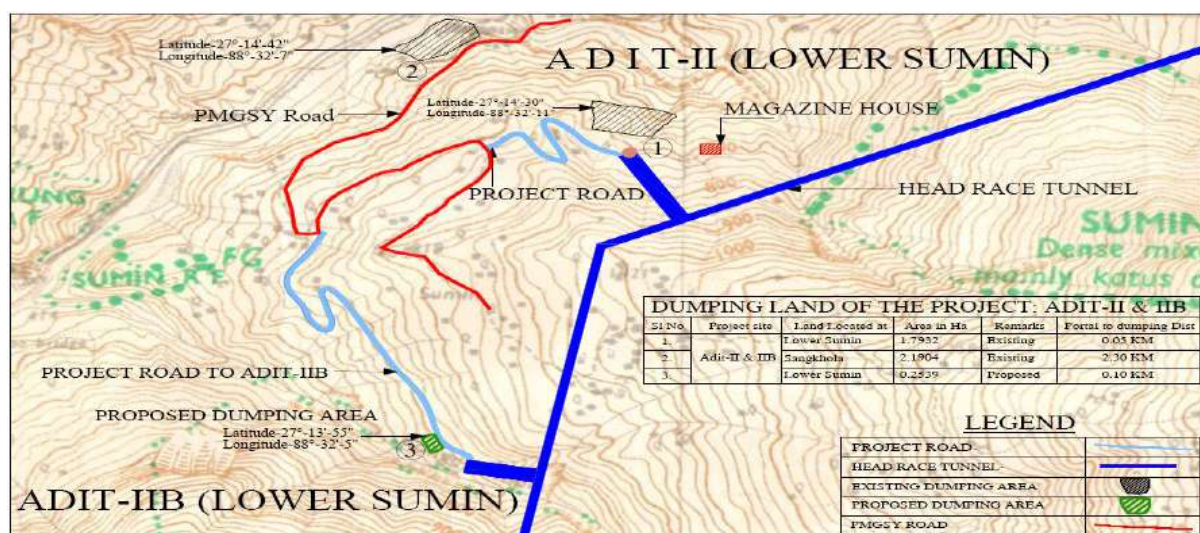 Latitude-27°-14'-42"
Longitude-88°-32'-7"
2
A D I T-II (LOWER SUMIN)
PMGSY Road
Latitude-27°-14'-30"
Longitude-88°-32'-11"
1
MAGAZINE HOUSE
PROJECT ROAD
HEAD RACE TUNNEL
SUMIN R F
FG
SUMIN
Dense mix
mainly katus
Sumin
DUMPING LAND OF THE PROJECT: ADIT-II & IIB
Sl No Project site Land Located at Area in Ha Remarks Portal to dumping Dist
1. Lower Sumin 1.7932 Existing 0.05 KM
2. Adit-II & IIB Sangkhola 2.1904 Existing 2.30 KM
3. Lower Sumin 0.2539 Proposed 0.10 KM
PROJECT ROAD TO ADIT-IIB
PROPOSED DUMPING AREA
Latitude-27°-13'-55"
Longitude-88°-32'-5"
3
ADIT-IIB (LOWER SUMIN)
LEGEND
PROJECT ROAD
HEAD RACE TUNNEL
EXISTING DUMPING AREA
PROPOSED DUMPING AREA
PMGSY ROAD